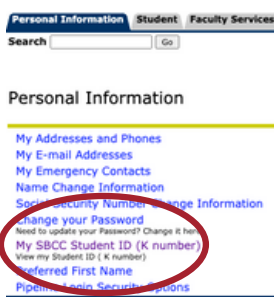 Personal Information Student Faculty Services
Search Go
Personal Information
My Addresses and Phones
My E-mail Addresses
My Emergency Contacts
Name Change Information
Social Security Number Change Information
Change your Password
Need to update your Password? Change it here
My SBCC Student ID (K number)
View my Student ID ( K number)
Preferred First Name
Pipeline Login Security Options